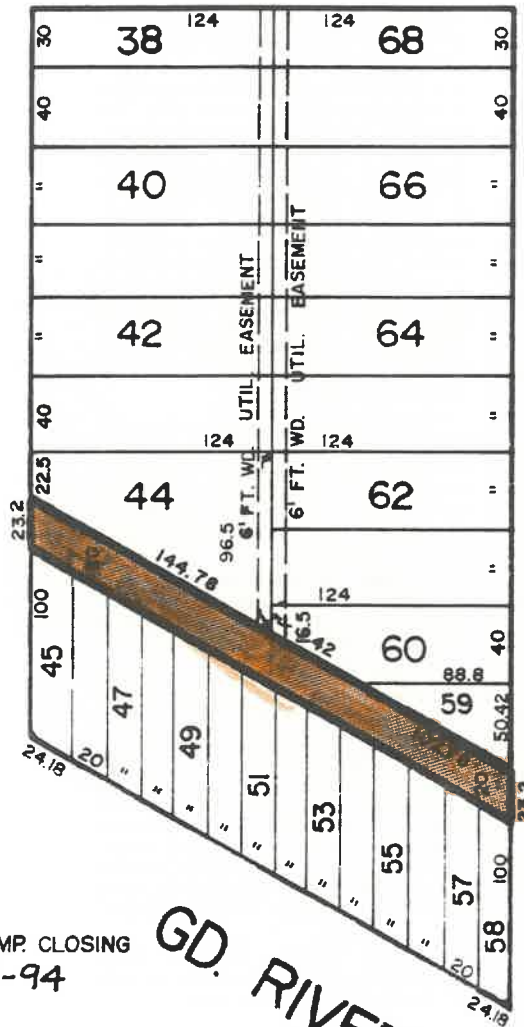 30 38 124 124 68 30
40 40
40 66
" "
" "
42 64
" "
40 "
6' FT. WD. UTIL. EASEMENT
6' FT. WD. UTIL. EASEMENT
124 124
22.5 44 62 "
23.2 96.5 "
144.78 124
16.5
42 60 40
88.8
59 50.42
23.2
100 45 47 49 51 53 55 57 58 100
24.18 20 " " " " " " " " " " 20 24.18
MP. CLOSING
-94
GD. RIVE